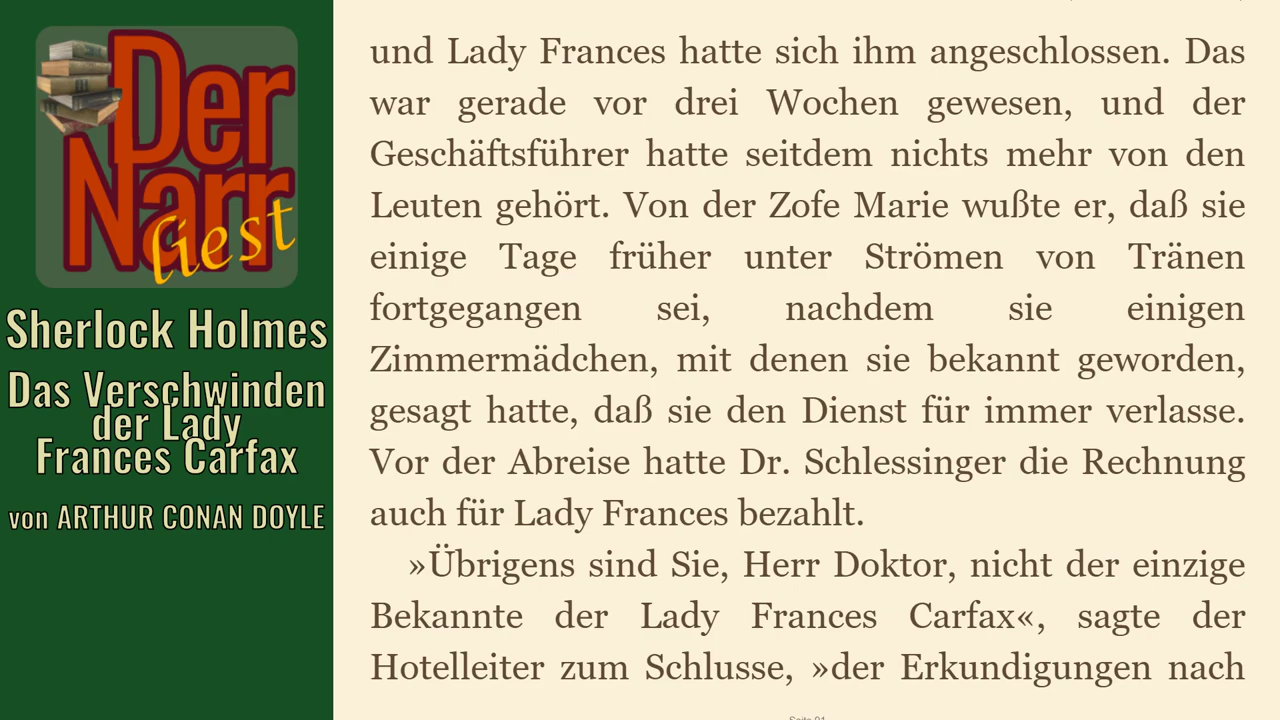 Der
Narr
liest
Sherlock Holmes
Das Verschwinden
der Lady
Frances Carfax
von ARTHUR CONAN DOYLE
und Lady Frances hatte sich ihm angeschlossen. Das
war gerade vor drei Wochen gewesen, und der
Geschäftsführer hatte seitdem nichts mehr von den
Leuten gehört. Von der Zofe Marie wußte er, daß sie
einige Tage früher unter Strömen von Tränen
fortgegangen sei, nachdem sie einigen
Zimmermädchen, mit denen sie bekannt geworden,
gesagt hatte, daß sie den Dienst für immer verlasse.
Vor der Abreise hatte Dr. Schlessinger die Rechnung
auch für Lady Frances bezahlt.
»Übrigens sind Sie, Herr Doktor, nicht der einzige
Bekannte der Lady Frances Carfax«, sagte der
Hotelleiter zum Schlusse, »der Erkundigungen nach